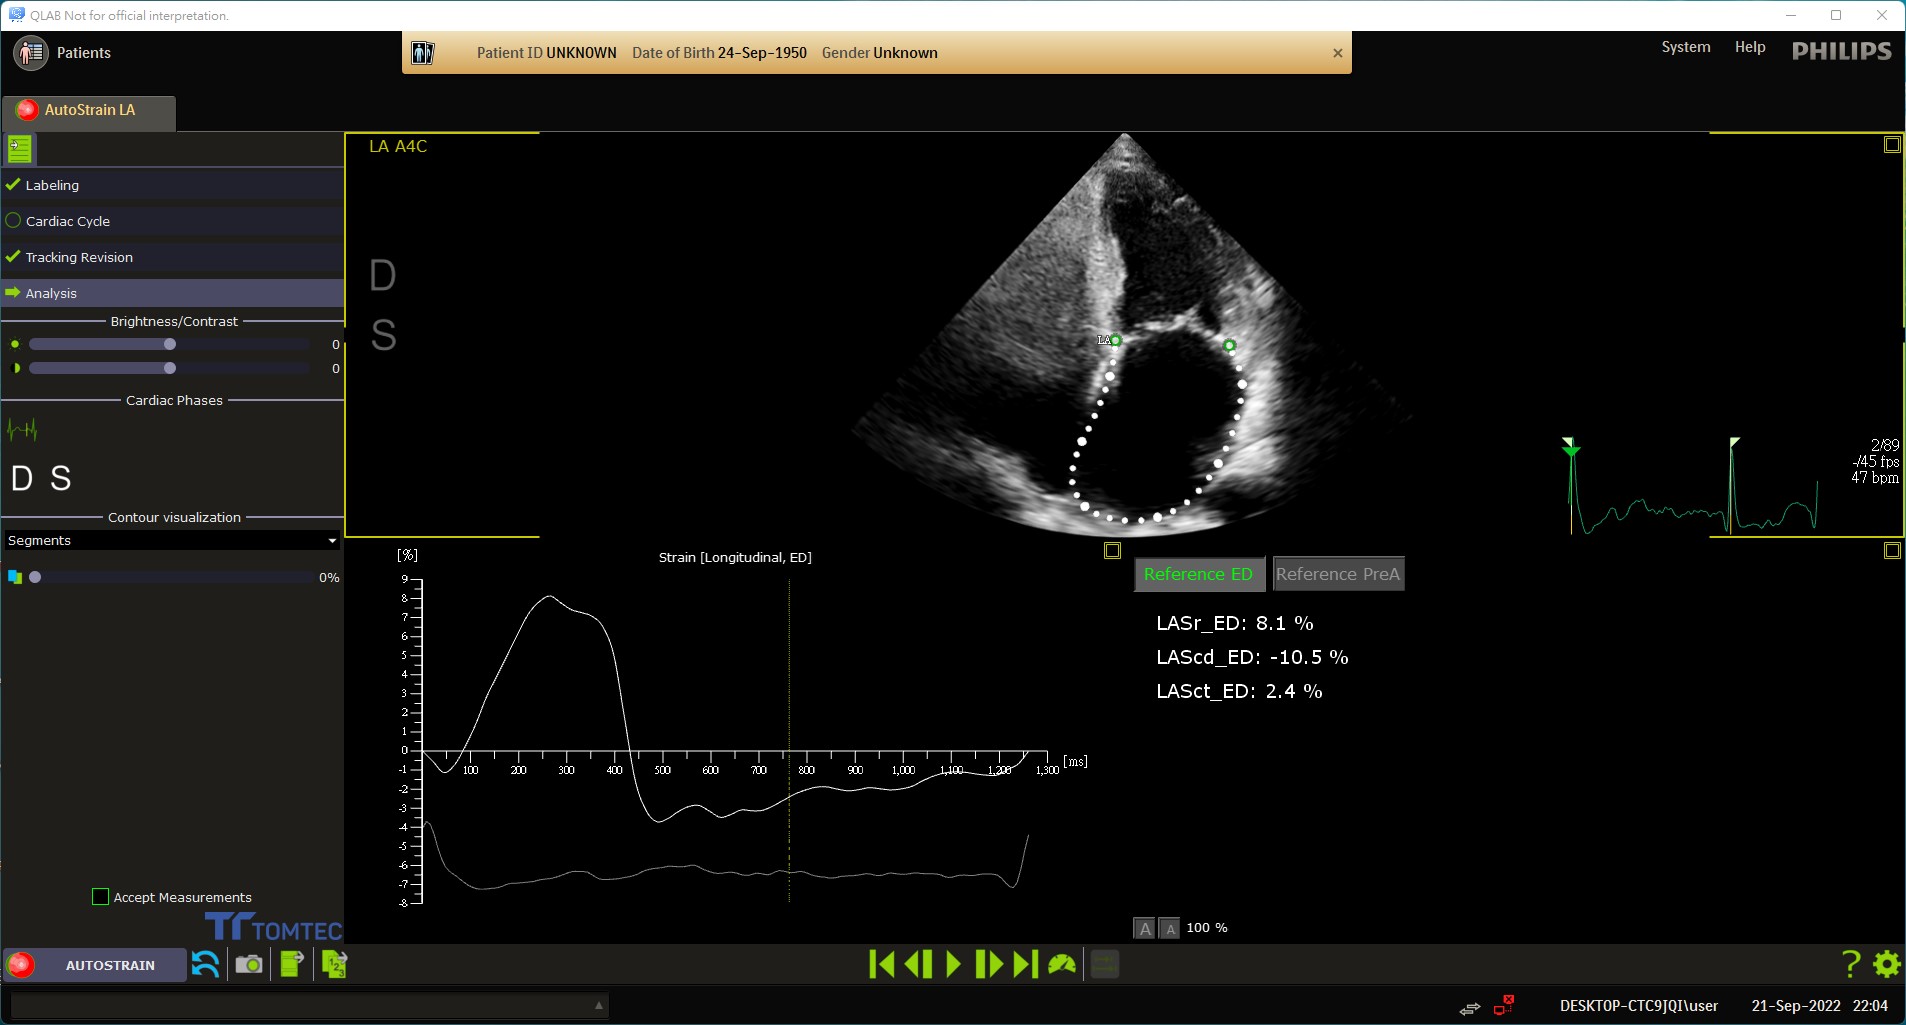 QLAB Not for official interpretation.
Patients
Patient ID UNKNOWN Date of Birth 24-Sep-1950 Gender Unknown
System Help PHILIPS
AutoStrain LA
Labeling
Cardiac Cycle
Tracking Revision
Analysis
Brightness/Contrast
0
0
Cardiac Phases
D S
Contour visualization
Segments
0%
Accept Measurements
TOMTEC
LA A4C
D
S
LA
2/89
-/45 fps
47 bpm
[%]
Strain [Longitudinal, ED]
9
8
7
6
5
4
3
2
1
0
-1
-2
-3
-4
-5
-6
-7
-8
100 200 300 400 500 600 700 800 900 1,000 1,100 1,200 1,300 [ms]
Reference ED Reference PreA
LASr_ED: 8.1 %
LAScd_ED: -10.5 %
LASct_ED: 2.4 %
A A 100 %
AUTOSTRAIN
1 2 3
?
DESKTOP-CTC9JQI\user 21-Sep-2022 22:04